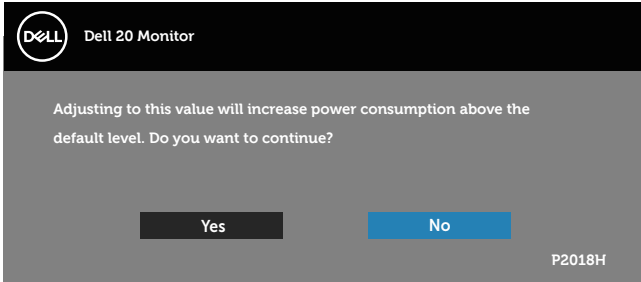 DELL
Dell 20 Monitor
Adjusting to this value will increase power consumption above the
default level. Do you want to continue?
Yes No
P2018H